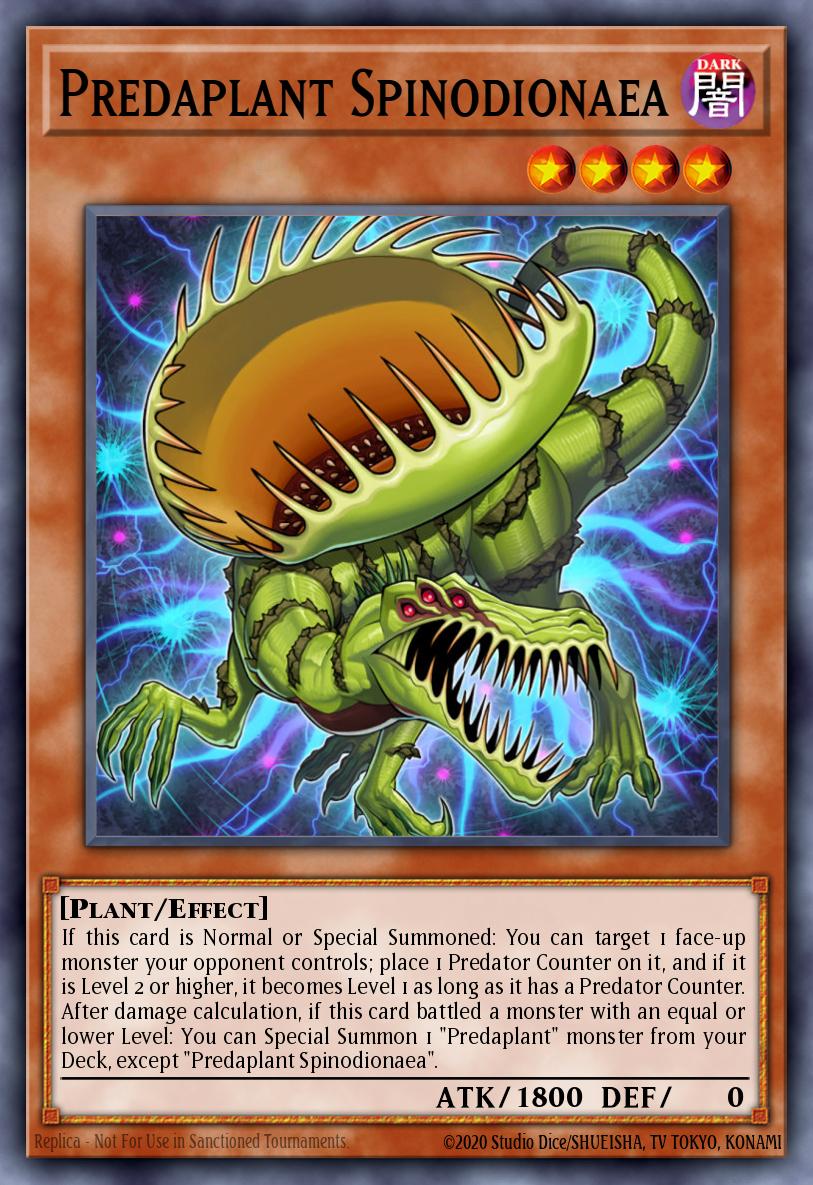 PREDAPLANT SPINODIONAEA
DARK
闇
[PLANT/EFFECT]
If this card is Normal or Special Summoned: You can target 1 face-up
monster your opponent controls; place 1 Predator Counter on it, and if it
is Level 2 or higher, it becomes Level 1 as long as it has a Predator Counter.
After damage calculation, if this card battled a monster with an equal or
lower Level: You can Special Summon 1 "Predaplant" monster from your
Deck, except "Predaplant Spinodionaea".
ATK/1800 DEF/ 0
Replica - Not For Use in Sanctioned Tournaments.
©2020 Studio Dice/SHUEISHA, TV TOKYO, KONAMI